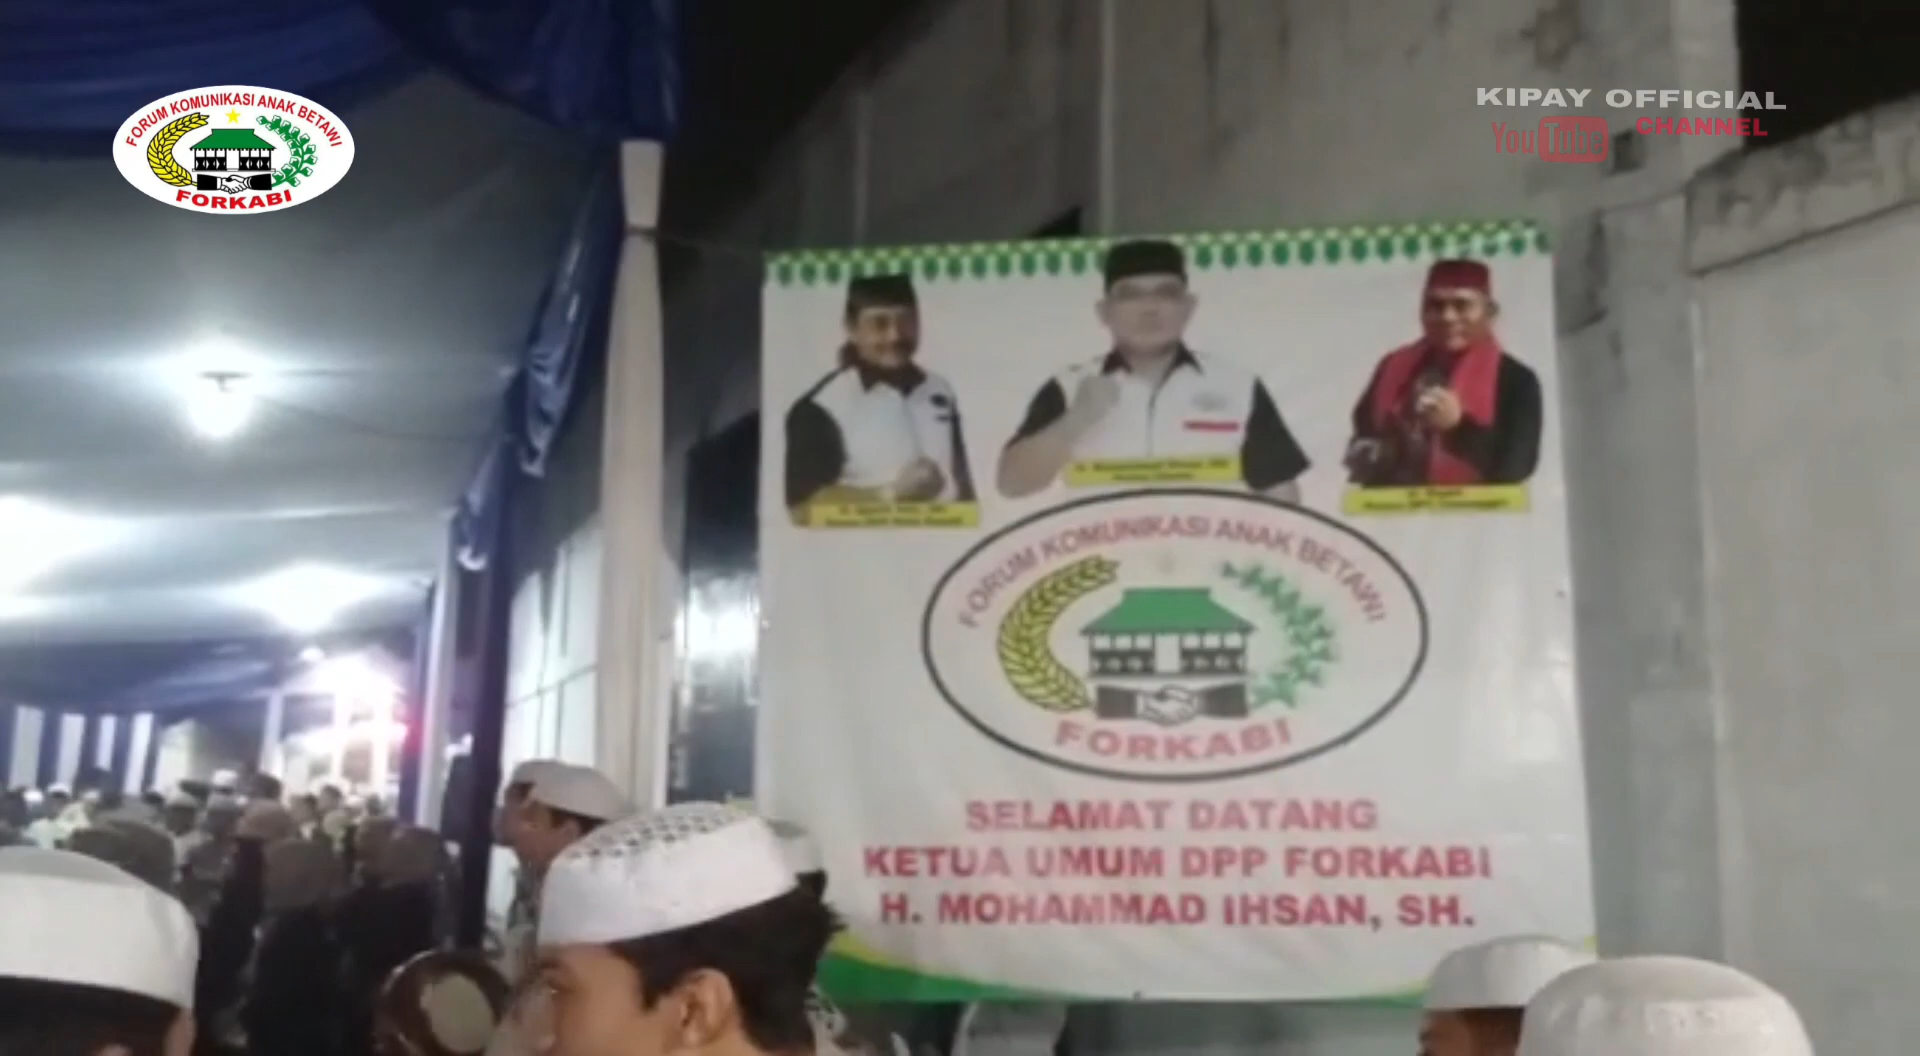 FORUM KOMUNIKASI ANAK BETAWI
FORKABI
KIPAY OFFICIAL
YouTube CHANNEL
FORUM KOMUNIKASI ANAK BETAWI
FORKABI
SELAMAT DATANG
KETUA UMUM DPP FORKABI
H. MOHAMMAD IHSAN, SH.